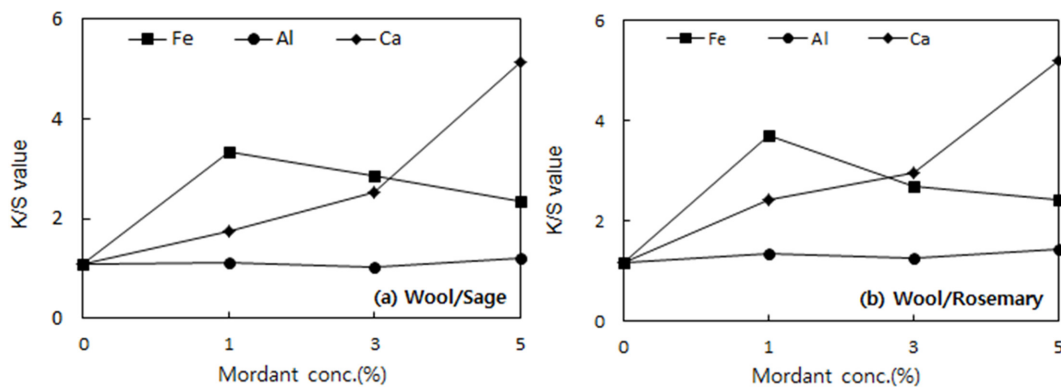 6
Fe Al Ca
4
K/S value
2
(a) Wool/Sage
0
0 1 3 5
Mordant conc.(%)
6
Fe Al Ca
4
K/S value
2
(b) Wool/Rosemary
0
0 1 3 5
Mordant conc.(%)